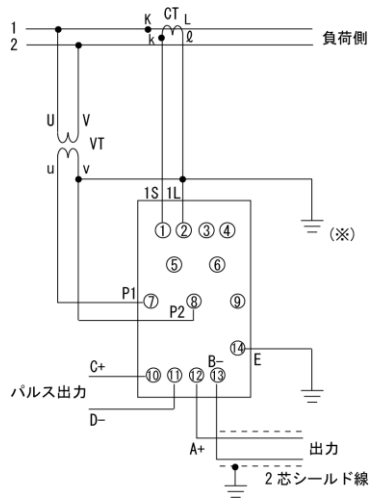 CT
K L
1
k ℓ
2
負荷側
U V
VT
u v
1S 1L
(※)
① ② ③ ④
⑤ ⑥
P1 ⑦ ⑧ ⑨
P2
⑭ E
B-
C+ ⑩ ⑪ ⑫ ⑬
パルス出力
D-
A+ 出力
2芯シールド線